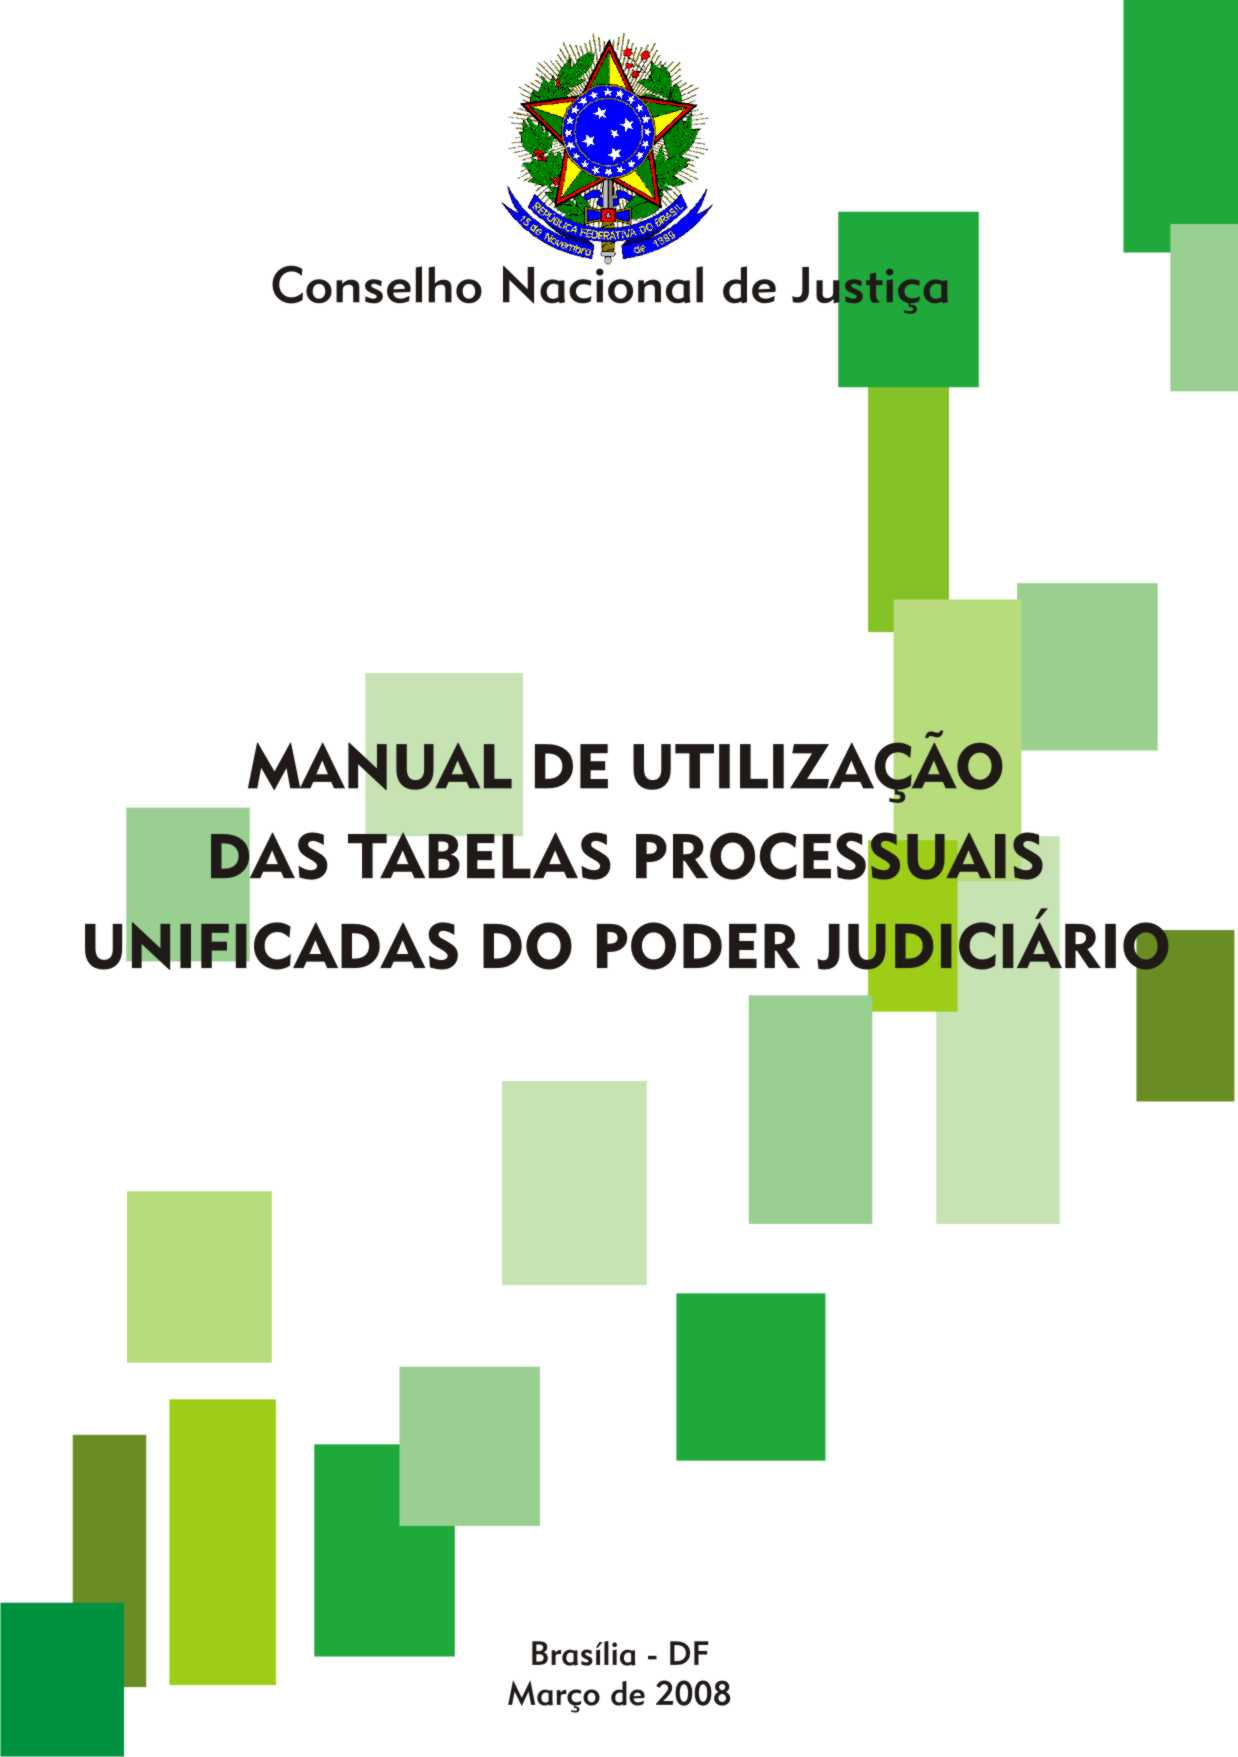 REPÚBLICA FEDERATIVA DO BRASIL
15 de Novembro de 1889
Conselho Nacional de Justiça
MANUAL DE UTILIZAÇÃO
DAS TABELAS PROCESSUAIS
UNIFICADAS DO PODER JUDICIÁRIO
Brasília - DF
Março de 2008